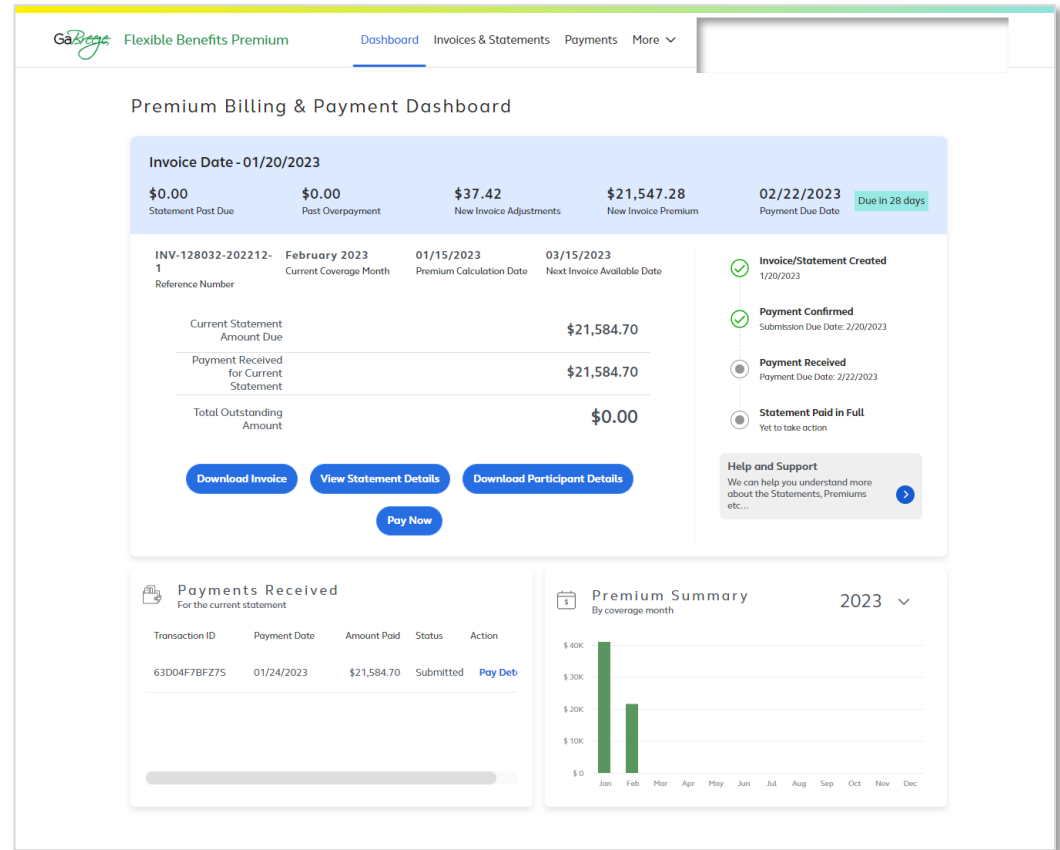 GaBreeze Flexible Benefits Premium Dashboard Invoices & Statements Payments More
Premium Billing & Payment Dashboard
Invoice Date - 01/20/2023
$0.00 $0.00 $37.42 $21,547.28 02/22/2023 Due in 28 days
Statement Past Due Past Overpayment New Invoice Adjustments New Invoice Premium Payment Due Date
INV-128032-202212- February 2023 01/15/2023 03/15/2023
1 Current Coverage Month Premium Calculation Date Next Invoice Available Date
Reference Number
Current Statement
Amount Due
$21,584.70
Payment Received
for Current
Statement
$21,584.70
Total Outstanding
Amount
$0.00
Download Invoice View Statement Details Download Participant Details
Pay Now
Invoice/Statement Created
1/20/2023
Payment Confirmed
Submission Due Date: 2/20/2023
Payment Received
Payment Due Date: 2/22/2023
Statement Paid in Full
Yet to take action
Help and Support
We can help you understand more
about the Statements, Premiums
etc...
Payments Received
For the current statement
Transaction ID Payment Date Amount Paid Status Action
63D04F7BFZ7S 01/24/2023 $21,584.70 Submitted Pay Det
Premium Summary
By coverage month
2023
$ 40K
$ 30K
$ 20K
$ 10K
$ 0
Jan Feb Mar Apr May Jun Jul Aug Sep Oct Nov Dec